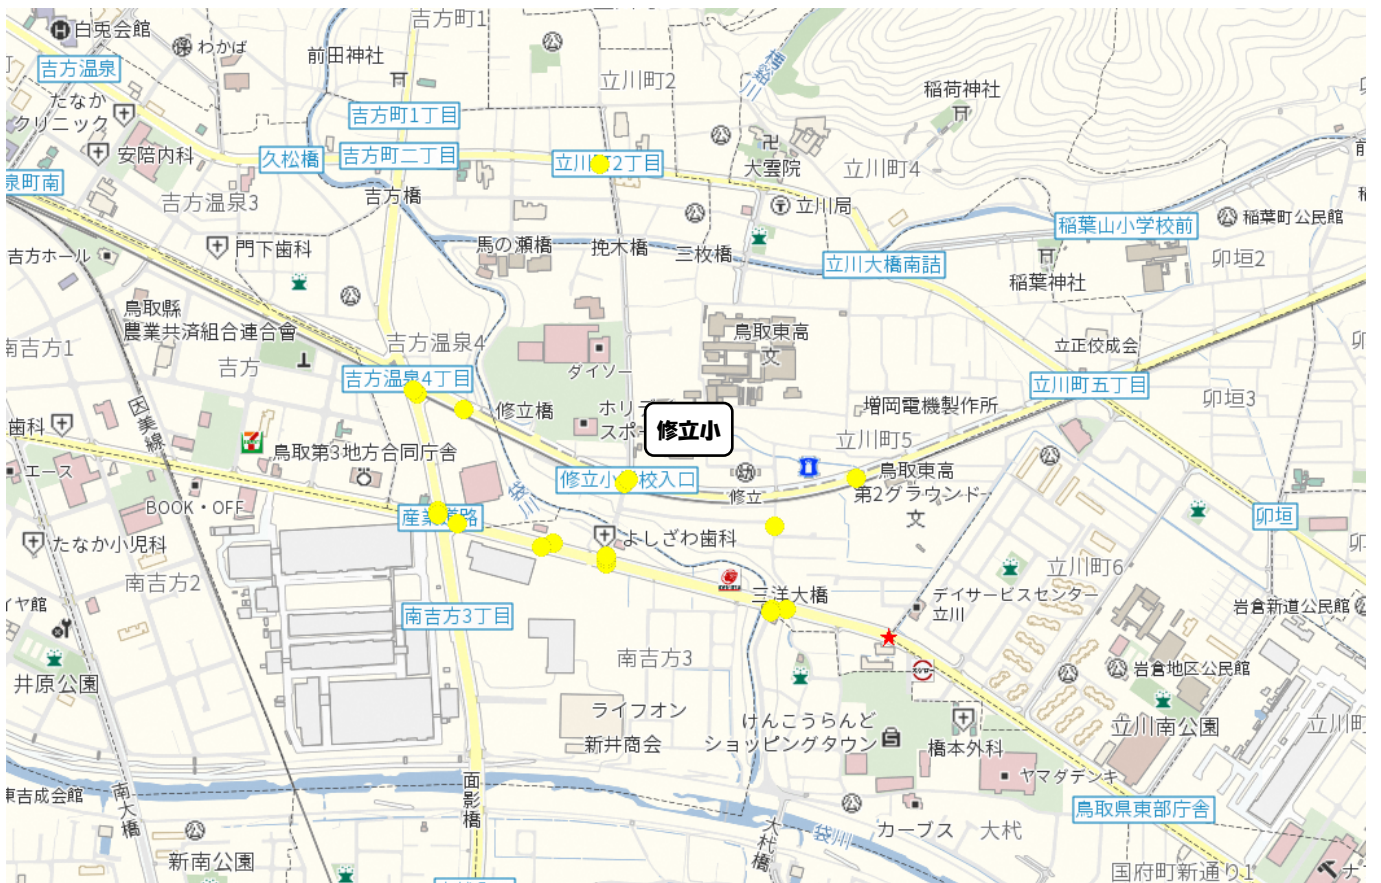 吉方町1
白兎会館
わかば
前田神社
吉方温泉
立川町2
稲荷神社
たなか
クリニック
吉方町1丁目
安陪内科
久松橋
吉方町二丁目
大雲院
立川町4
泉町南
吉方温泉3
吉方橋
立川局
稲葉山小学校前
稲葉町公民館
吉方ホール
門下歯科
馬の瀬橋
挽木橋
三枚橋
立川大橋南詰
卯垣2
稲葉神社
鳥取縣
農業共済組合連合會
南吉方1
吉方
吉方温泉4
鳥取東高
文
立正佼成会
ダイソー
吉方温泉4丁目
立川町五丁目
因美線
修立橋
修立小
増岡電機製作所
卯垣3
歯科
鳥取第3地方合同庁舎
立川町5
エース
BOOK・OFF
袋川
修立
鳥取東高
第2グラウンド
文
たなか小児科
よしざわ歯科
卯垣
南吉方2
立川町6
イヤ館
南吉方3丁目
三洋大橋
デイサービスセンター
立川
岩倉新道公民館
井原公園
南吉方3
岩倉地区公民館
ライフオン
新井商会
けんこうらんど
ショッピングタウン
橋本外科
立川南公園
立川町
ヤマダデンキ
東吉成会館
南大橋
面影橋
鳥取県東部庁舎
大杙橋
袋川
カーブス
大杙
新南公園
国府町新通り1